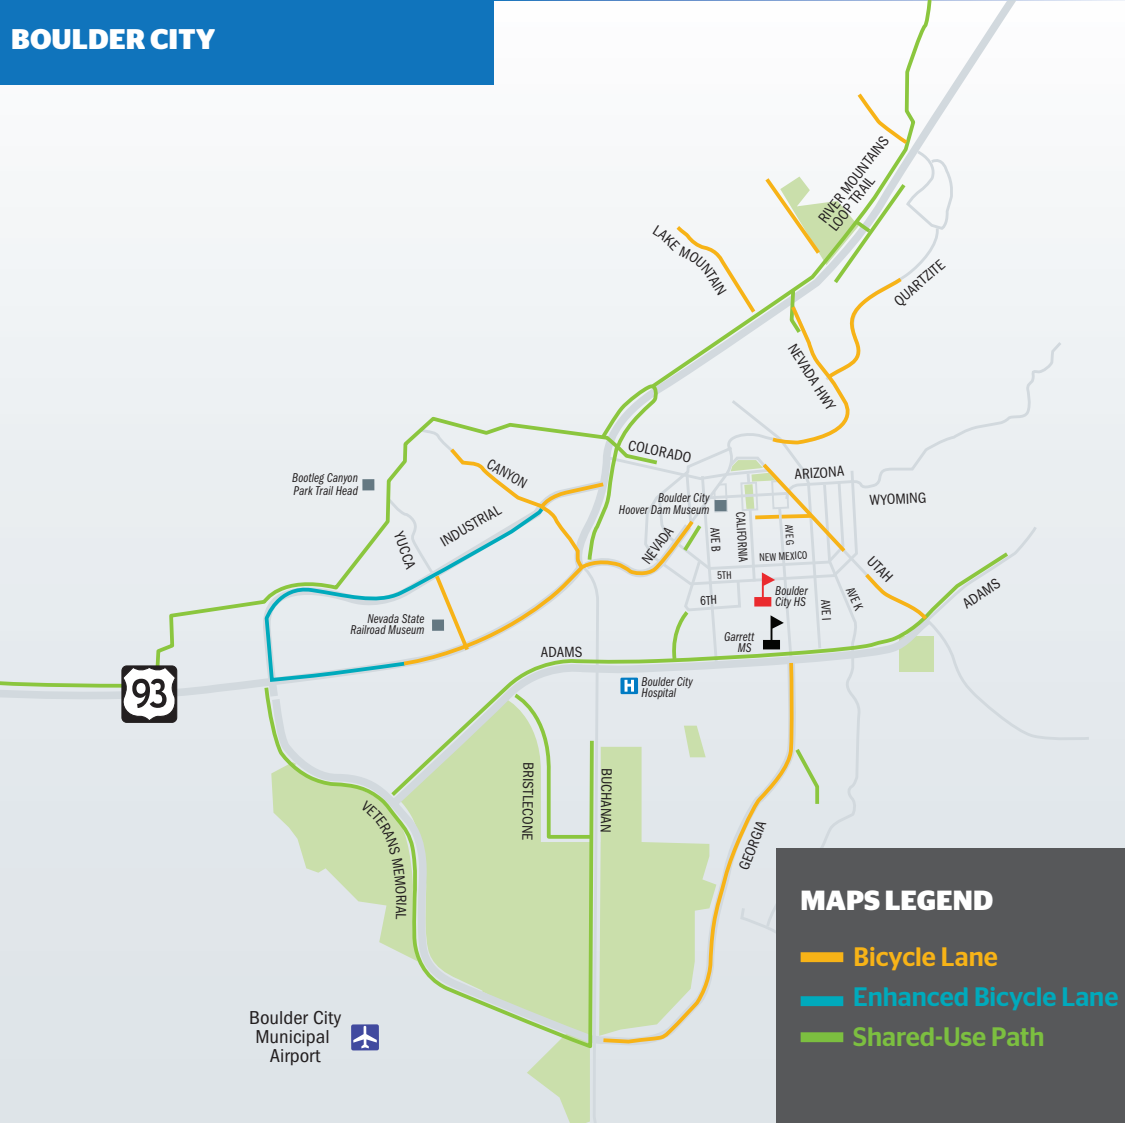 BOULDER CITY
RIVER MOUNTAINS
LOOP TRAIL
LAKE MOUNTAIN
QUARTZITE
NEVADA HWY
COLORADO
ARIZONA
CANYON
Bootleg Canyon
Park Trail Head
Boulder City
Hoover Dam Museum
WYOMING
INDUSTRIAL
YUCCA
NEVADA
AVE B
CALIFORNIA
AVE G
NEW MEXICO
UTAH
5TH
6TH
Boulder
City HS
AVE I
AVE K
ADAMS
Nevada State
Railroad Museum
Garrett
MS
ADAMS
93
H
Boulder City
Hospital
BRISTLECONE
BUCHANAN
VETERANS MEMORIAL
GEORGIA
Boulder City
Municipal
Airport
MAPS LEGEND
Bicycle Lane
Enhanced Bicycle Lane
Shared-Use Path